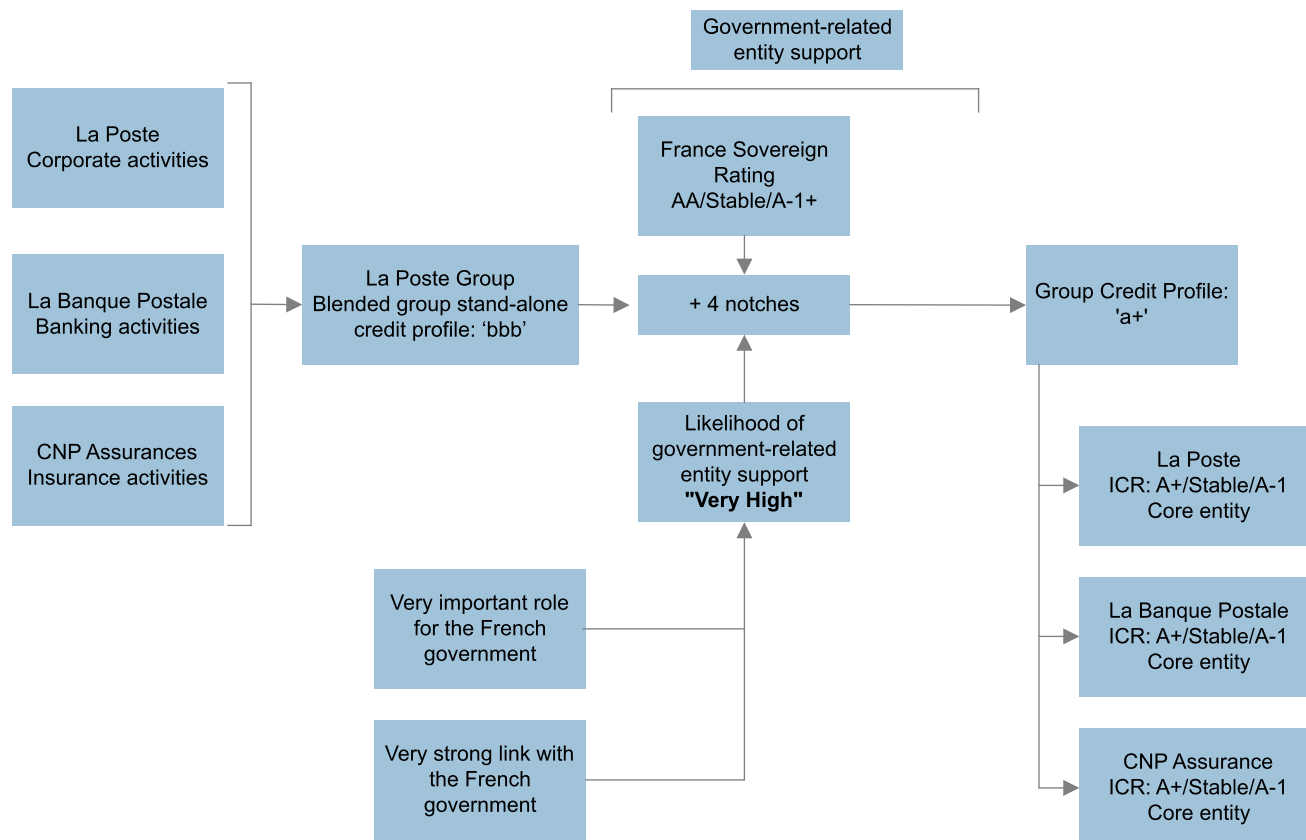 Government-related
entity support
La Poste
Corporate activities
La Banque Postale
Banking activities
CNP Assurances
Insurance activities
La Poste Group
Blended group stand-alone
credit profile: ‘bbb’
France Sovereign
Rating
AA/Stable/A-1+
+ 4 notches
Likelihood of
government-related
entity support
"Very High"
Very important role
for the French
government
Very strong link with
the French
government
Group Credit Profile:
'a+'
La Poste
ICR: A+/Stable/A-1
Core entity
La Banque Postale
ICR: A+/Stable/A-1
Core entity
CNP Assurance
ICR: A+/Stable/A-1
Core entity